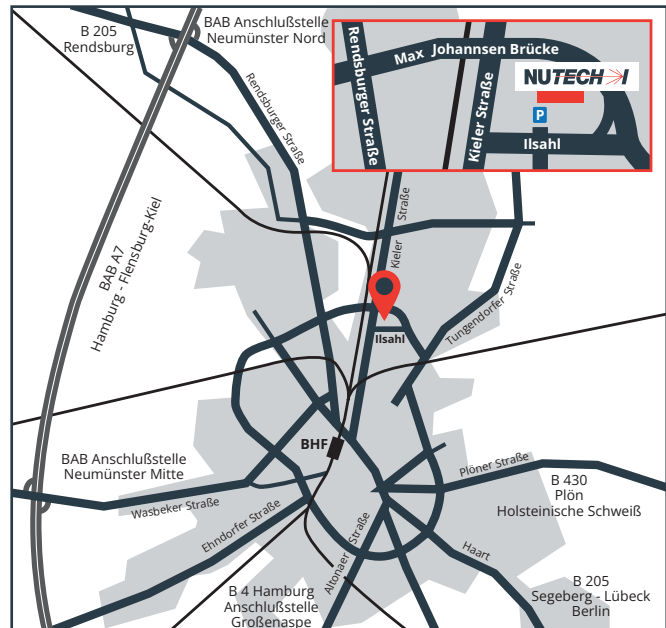 B 205
Rendsburg
BAB Anschlußstelle
Neumünster Nord
Rendsburger Straße
Max Johannsen Brücke
NUTECH
Rendsburger Straße
Kieler Straße
P
Ilsahl
BAB A7
Hamburg - Flensburg-Kiel
Rendsburger Straße
Kieler Straße
Ilsahl
Tungendorfer Straße
BHF
BAB Anschlußstelle
Neumünster Mitte
Wasbeker Straße
Ehndorfer Straße
Plöner Straße
B 430
Plön
Holsteinische Schweiß
Altonaer Straße
Haart
B 4 Hamburg
Anschlußstelle
Großenaspe
B 205
Segeberg - Lübeck
Berlin